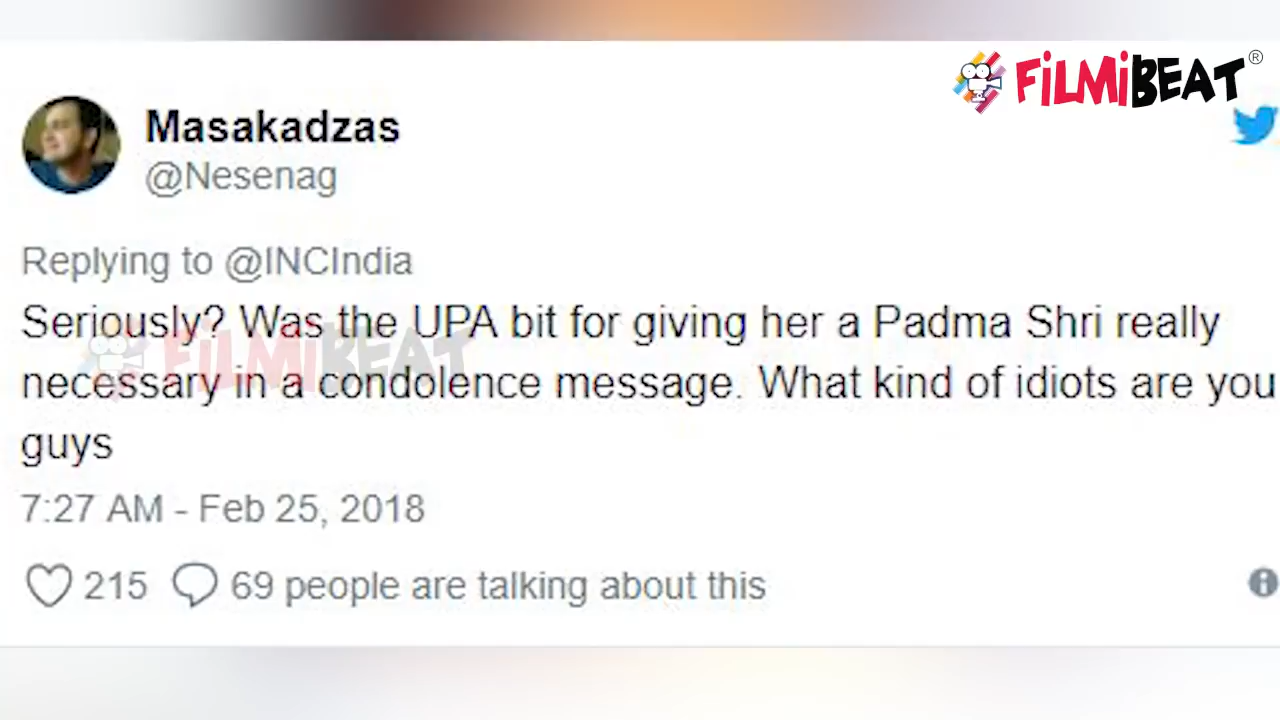 FiLMiBEAT®
Masakadzas
@Nesenag
Replying to @INCIndia
Seriously? Was the UPA bit for giving her a Padma Shri really
necessary in a condolence message. What kind of idiots are you
guys
FiLMiBEAT
7:27 AM - Feb 25, 2018
215 69 people are talking about this